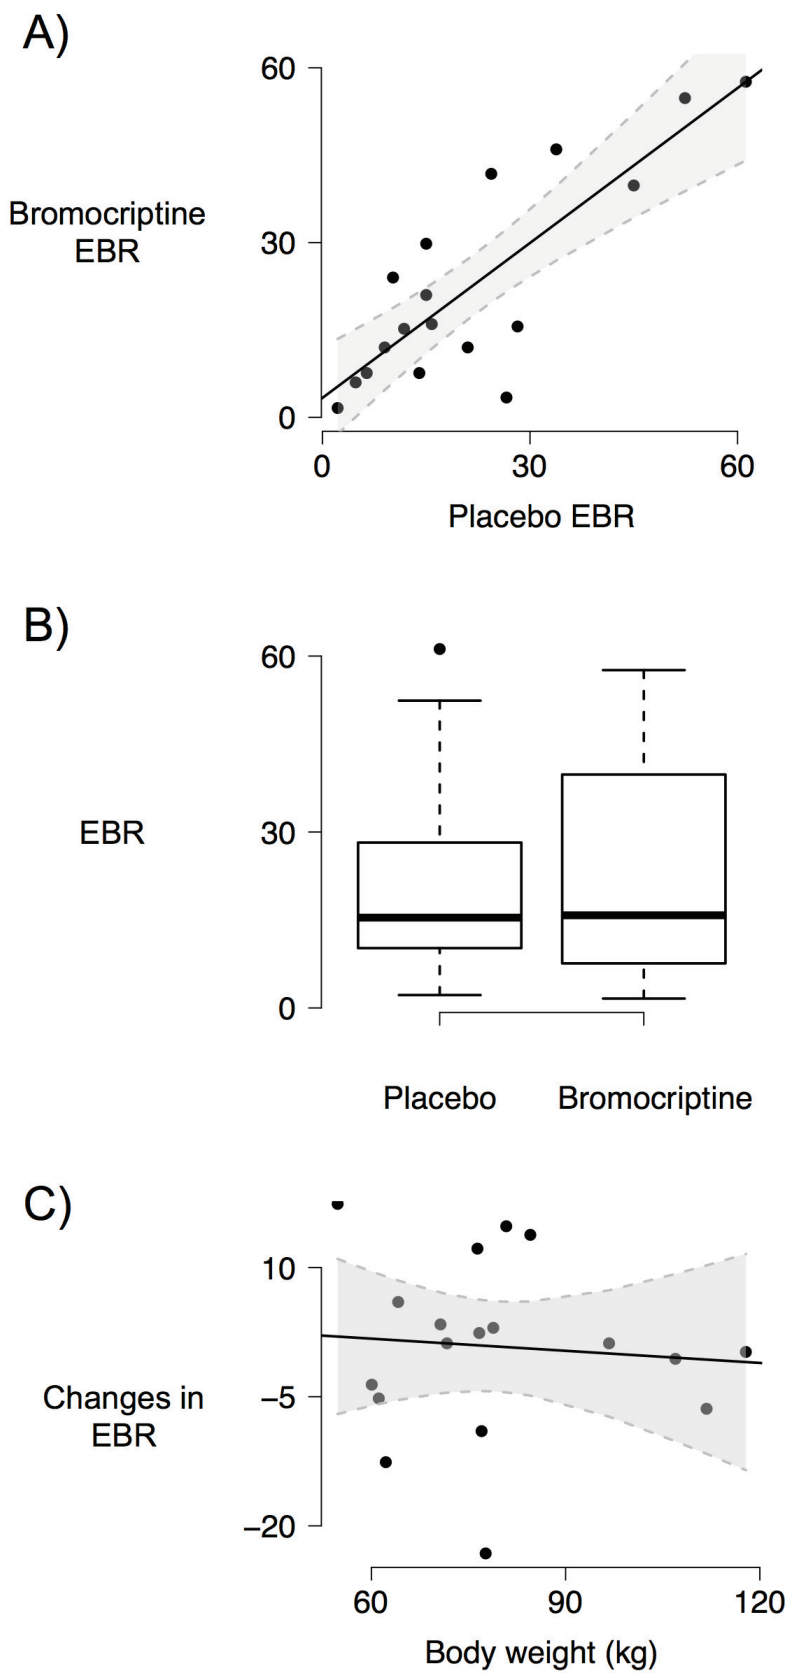 A)
60
Bromocriptine
EBR
30
0
0 30 60
Placebo EBR
B)
60
EBR
30
0
Placebo Bromocriptine
C)
10
Changes in
EBR
−5
−20
60 90 120
Body weight (kg)